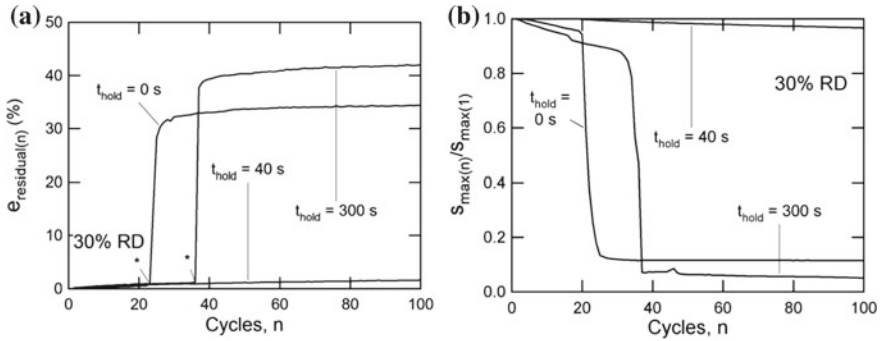 (a)
e_residual(n) (%)
50
40
30
20
10
0
t_hold = 0 s
t_hold = 40 s
t_hold = 300 s
30% RD
*
*
0 20 40 60 80 100
Cycles, n
(b)
s_max(n)/s_max(1)
1.0
0.8
0.6
0.4
0.2
0.0
30% RD
t_hold =
0 s
t_hold = 40 s
t_hold = 300 s
0 20 40 60 80 100
Cycles, n